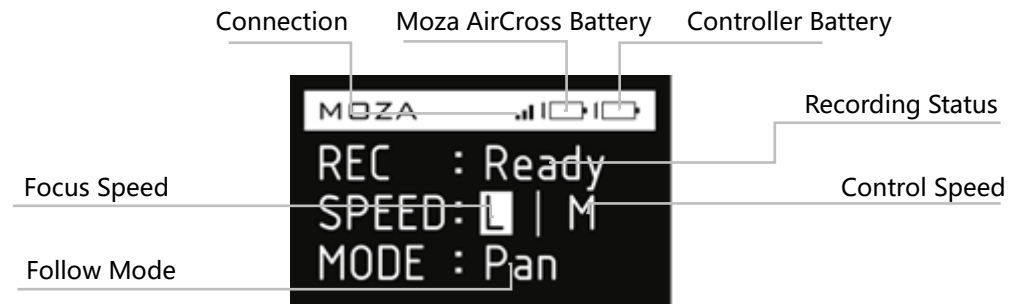 Connection Moza AirCross Battery Controller Battery
MOZA
Recording Status
REC : Ready
Focus Speed
Control Speed
SPEED: L | M
MODE : Pan
Follow Mode